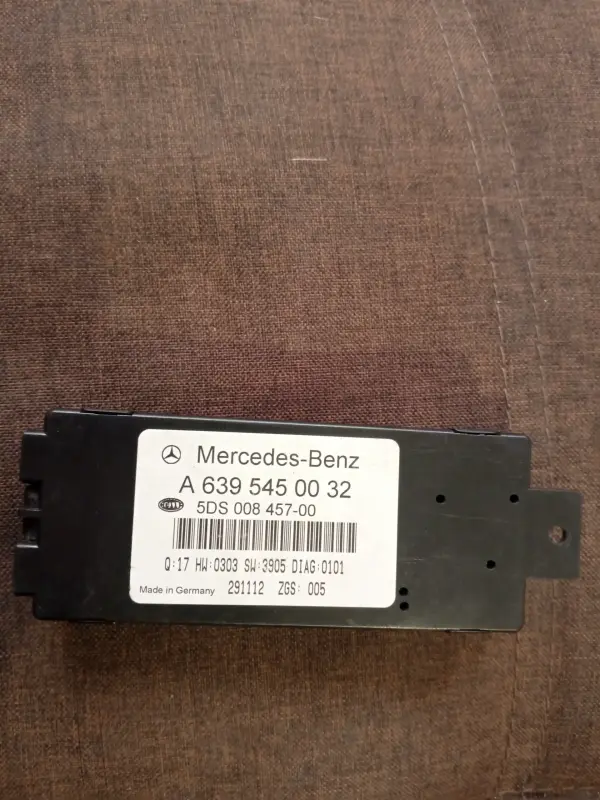 Mercedes-Benz
A 639 545 00 32
HELLA
5DS 008 457-00
Q:17 HW:0303 SW:3905 DIAG:0101
Made in Germany 291112 ZGS: 005